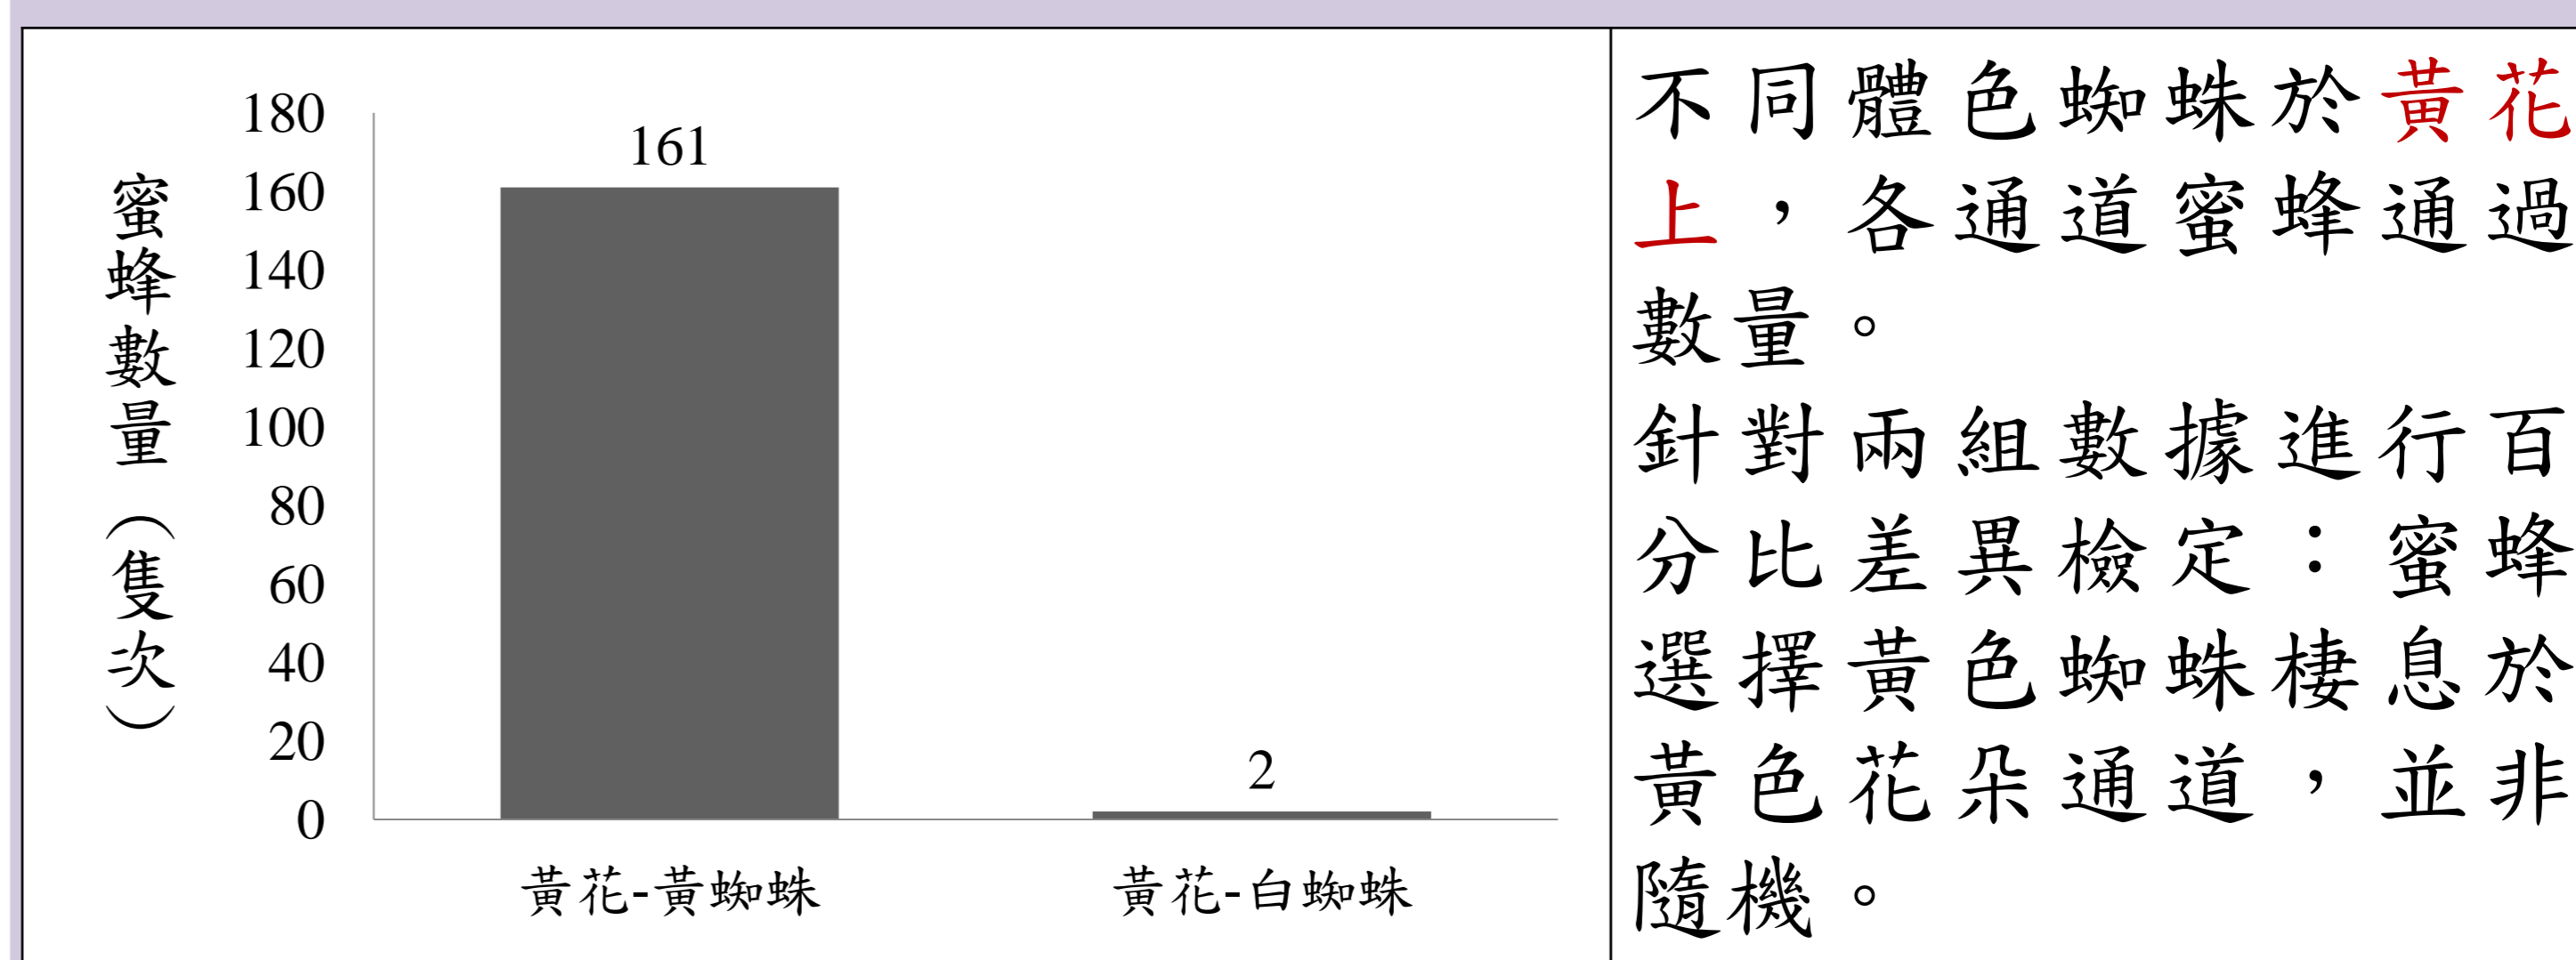 蜜蜂數量（隻次）
180
160
140
120
100
80
60
40
20
0
161
2
黃花-黃蜘蛛
黃花-白蜘蛛
不同體色蜘蛛於黃花
上，各通道蜜蜂通過
數量。
針對兩組數據進行百
分比差異檢定：蜜蜂
選擇黃色蜘蛛棲息於
黃色花朵通道，並非
隨機。